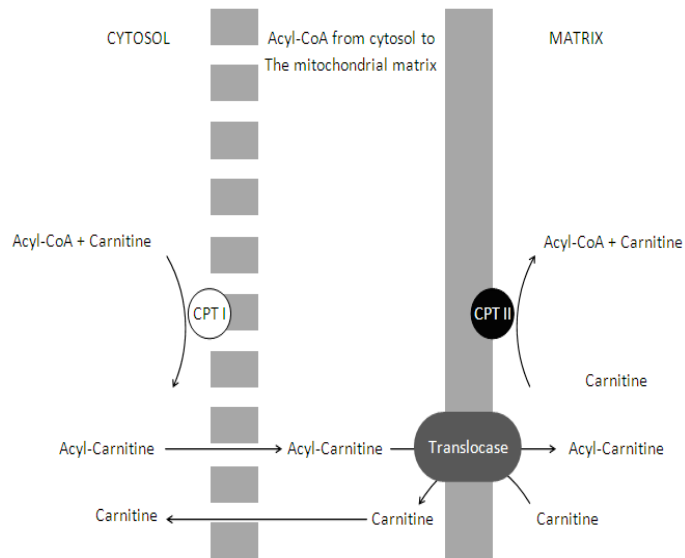 CYTOSOL
Acyl-CoA from cytosol to
The mitochondrial matrix
MATRIX
Acyl-CoA + Carnitine
Acyl-CoA + Carnitine
CPT I
CPT II
Carnitine
Acyl-Carnitine
Acyl-Carnitine
Translocase
Acyl-Carnitine
Carnitine
Carnitine
Carnitine